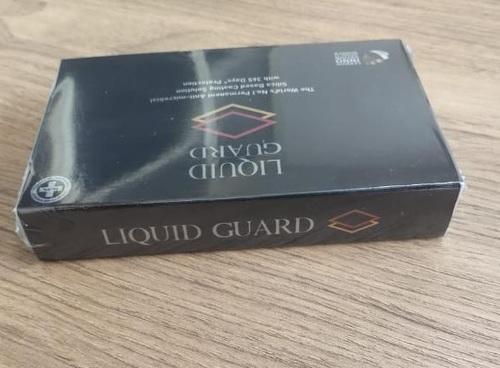 The World's No.1 Permanent Anti-microbial
Silica Based Coating Solution
with 365 Days* Protection
LIQUID
GUARD
LIQUID GUARD